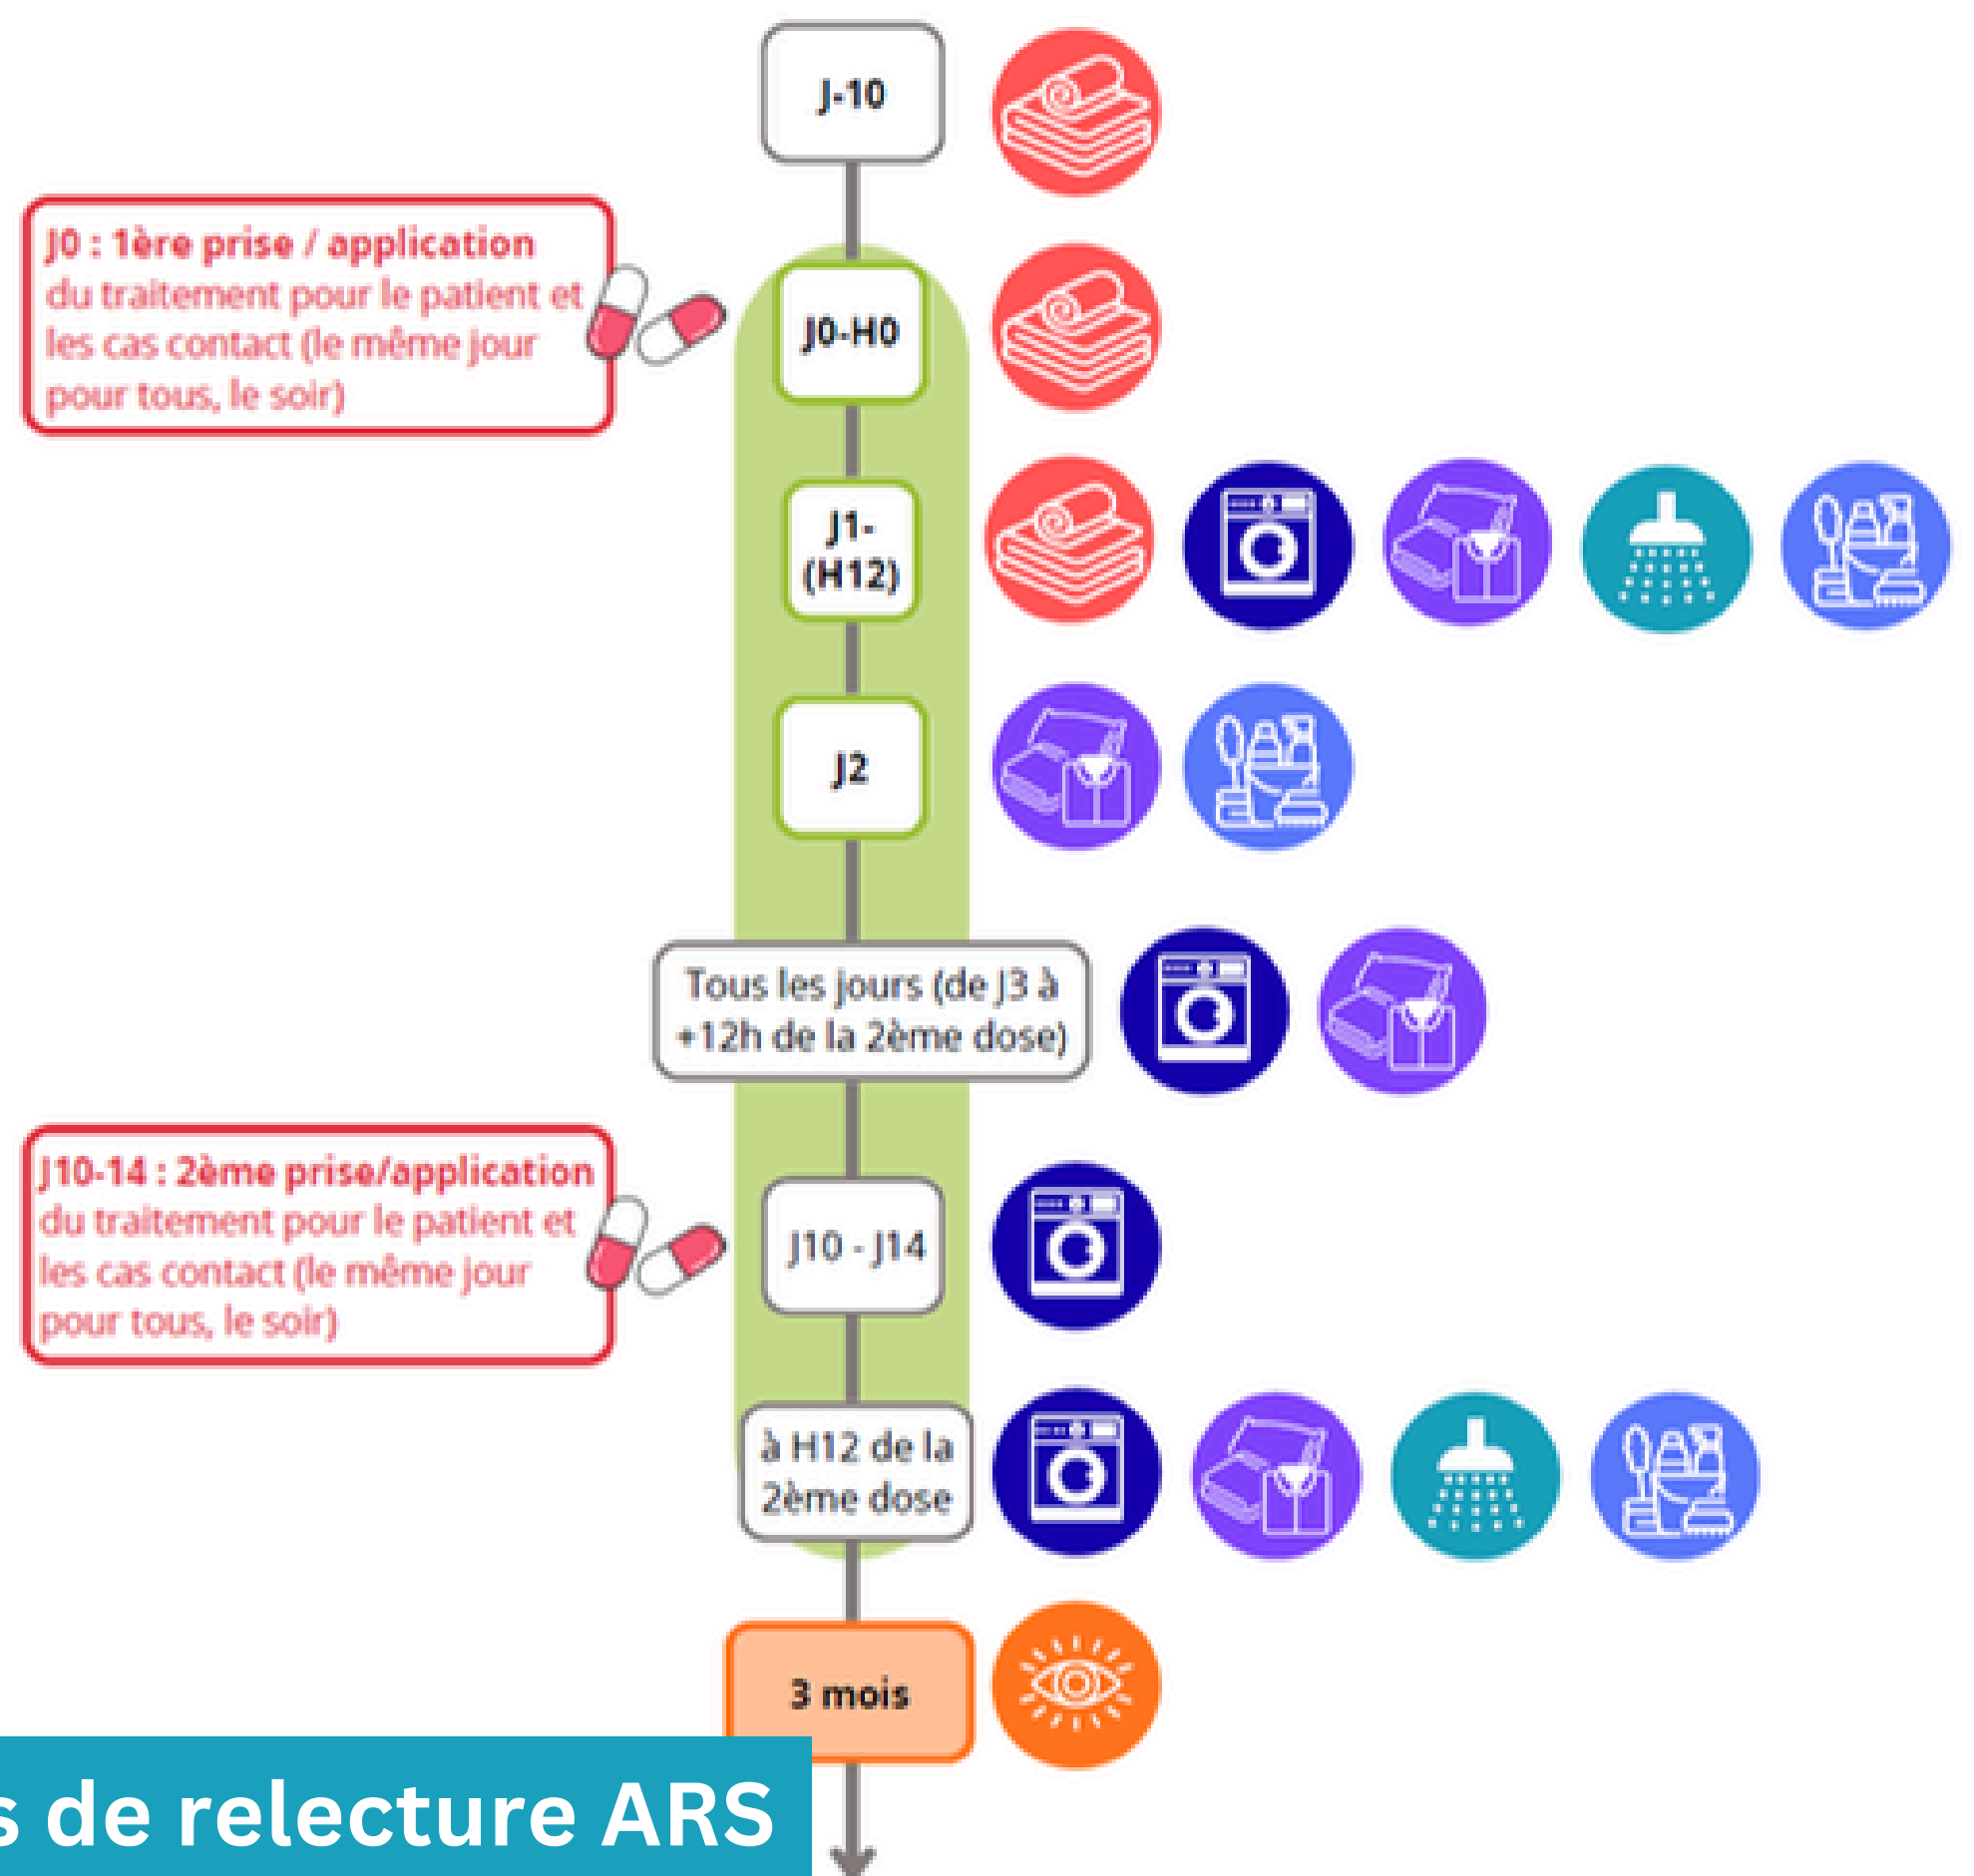 J-10
J0 : 1ère prise / application
du traitement pour le patient et
les cas contact (le même jour
pour tous, le soir)
J0-H0
J1-
(H12)
J2
Tous les jours (de J3 à
+12h de la 2ème dose)
J10-14 : 2ème prise/application
du traitement pour le patient et
les cas contact (le même jour
pour tous, le soir)
J10 - J14
à H12 de la
2ème dose
3 mois
s de relecture ARS